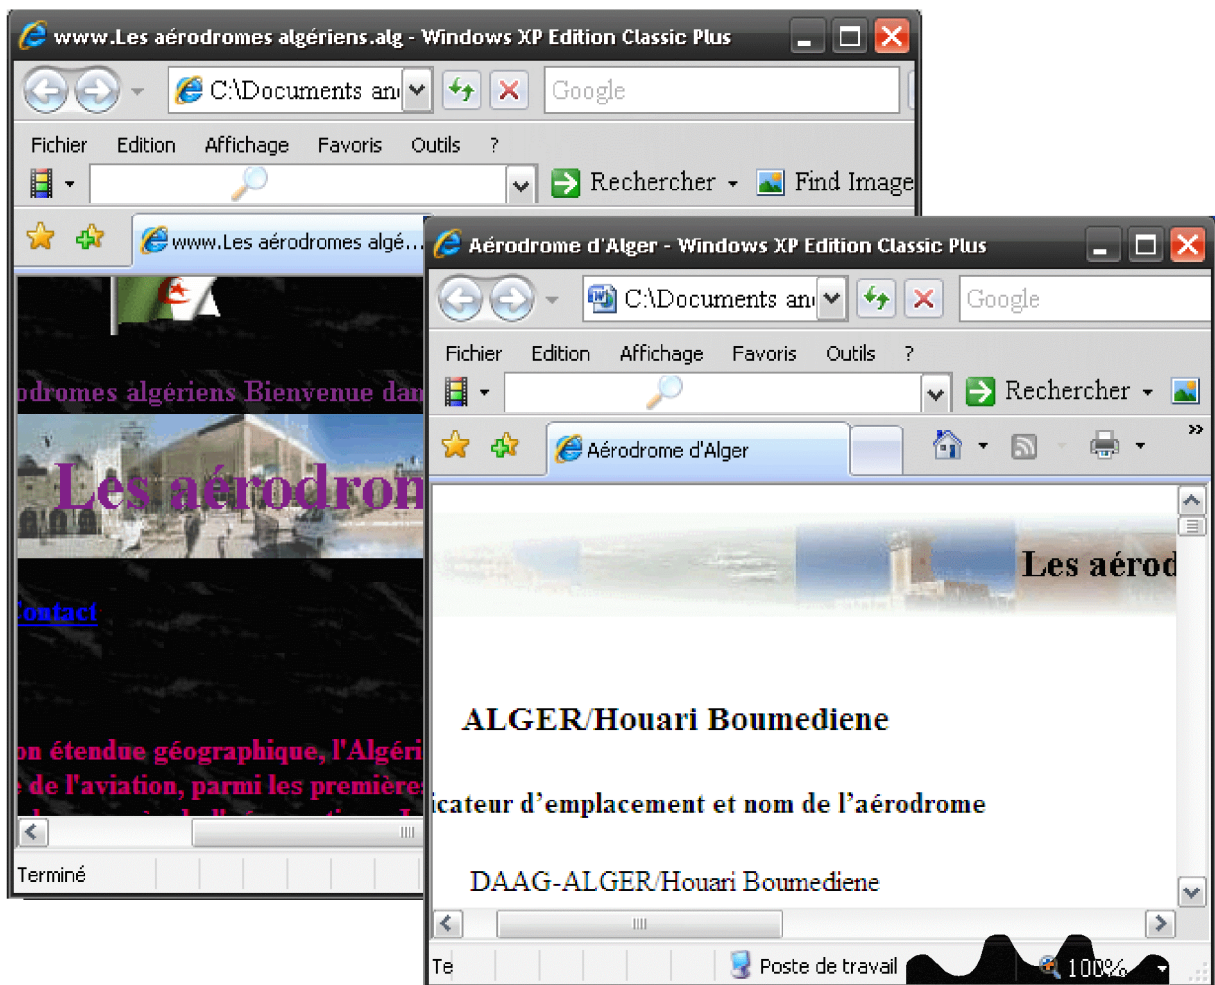 www.Les aérodromes algériens.alg - Windows XP Edition Classic Plus
C:\Documents an
Google
Fichier Edition Affichage Favoris Outils ?
Rechercher Find Image
www.Les aérodromes algé...
odromes algériens Bienvenue dan
Les aérodrom
Contact
on étendue géographique, l'Algéri
de l'aviation, parmi les premières
Terminé
Aérodrome d'Alger - Windows XP Edition Classic Plus
C:\Documents an
Google
Fichier Edition Affichage Favoris Outils ?
Rechercher
Aérodrome d'Alger
»
Les aérod
ALGER/Houari Boumediene
icateur d’emplacement et nom de l’aérodrome
DAAG-ALGER/Houari Boumediene
Te Poste de travail 100%